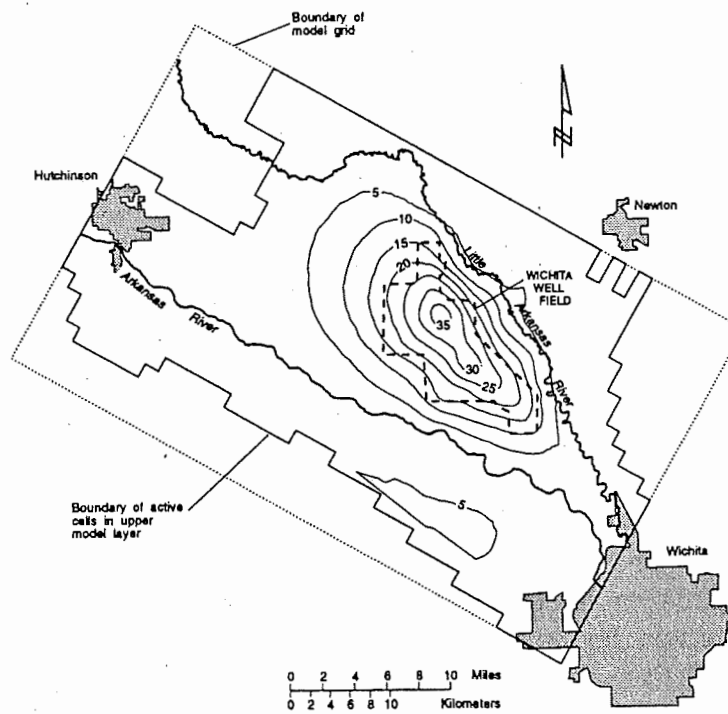 Boundary of
model grid
Hutchinson
Newton
5
10
15
20
Little
WICHITA
WELL
FIELD
35
Arkansas
River
Arkansas
River
30
25
5
Boundary of active
cells in upper
model layer
Wichita
0 2 4 6 8 10 Miles
0 2 4 6 8 10 Kilometers
N